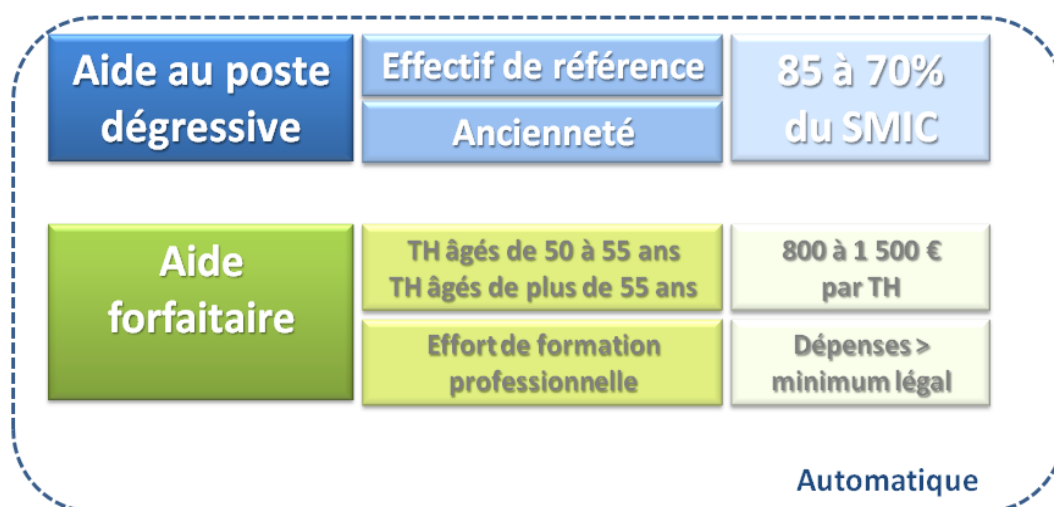 Aide au poste
dégressive
Effectif de référence
Ancienneté
85 à 70%
du SMIC
Aide
forfaitaire
TH âgés de 50 à 55 ans
TH âgés de plus de 55 ans
800 à 1 500 €
par TH
Effort de formation
professionnelle
Dépenses >
minimum légal
Automatique